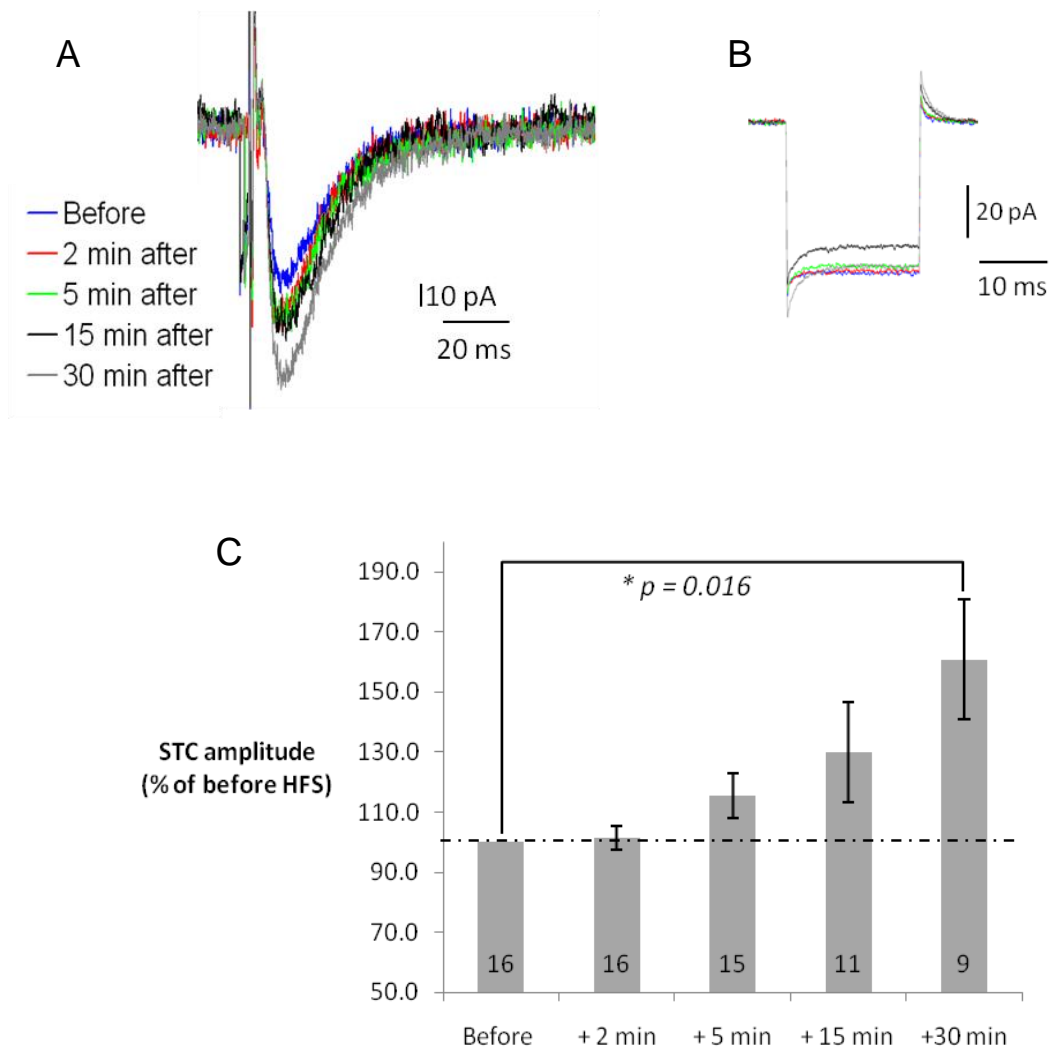 A
B
Before
2 min after
5 min after
15 min after
30 min after
10 pA
20 ms
20 pA
10 ms
C
* p = 0.016
STC amplitude
(% of before HFS)
190.0
170.0
150.0
130.0
110.0
90.0
70.0
50.0
16
16
15
11
9
Before
+ 2 min
+ 5 min
+ 15 min
+30 min